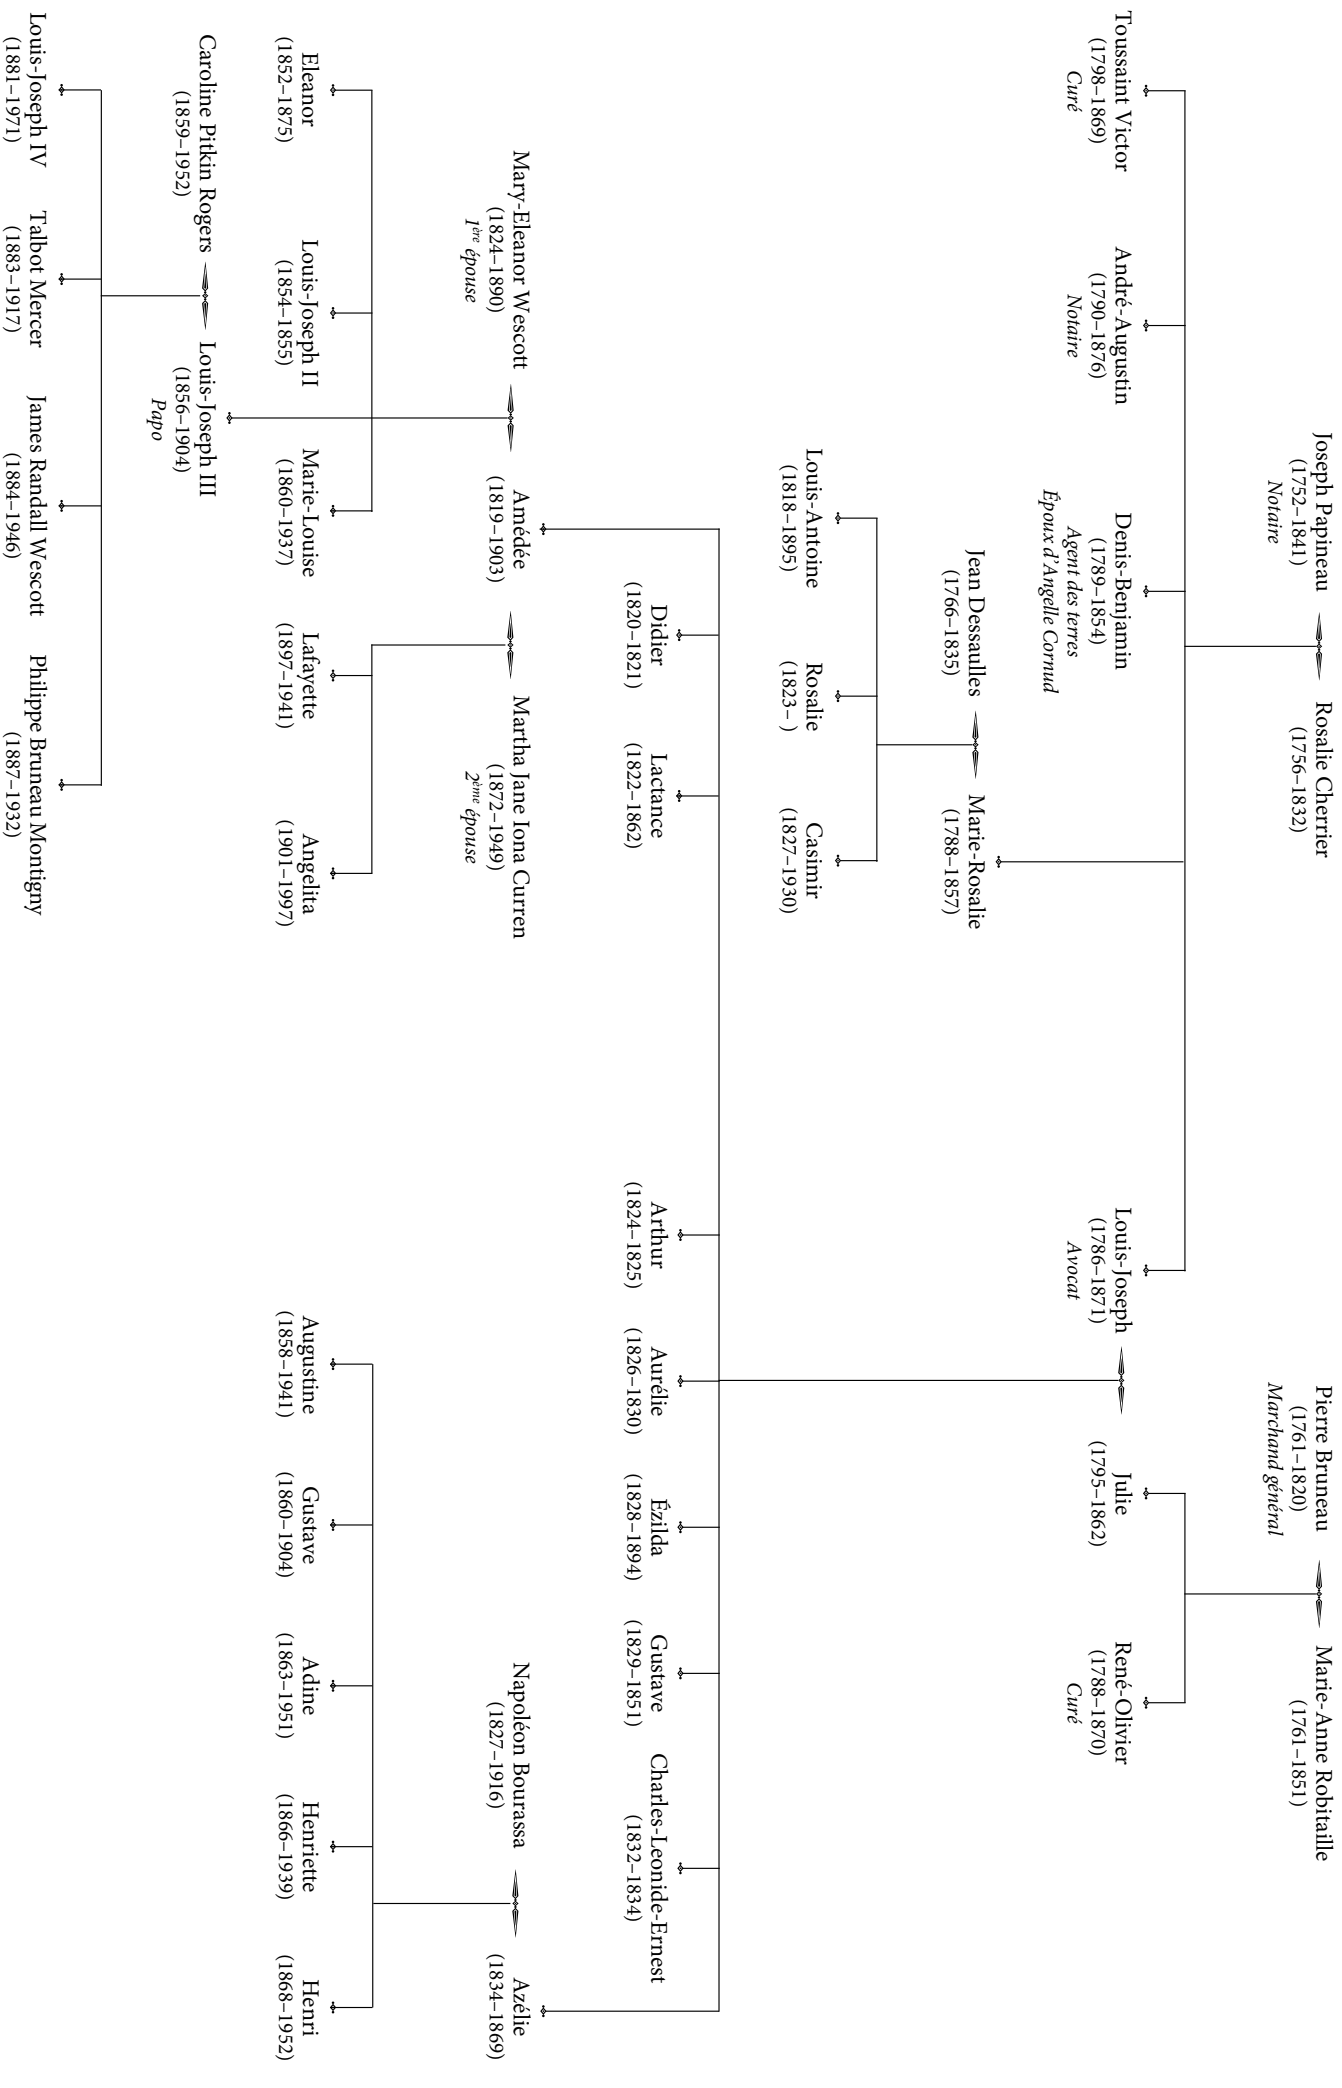 Joseph Papineau
(1752–1841)
Notaire
Rosalie Cherrier
(1756–1832)
Pierre Bruneau
(1761–1820)
Marchand général
Marie-Anne Robitaille
(1761–1851)
Toussaint Victor
(1798–1869)
Curé
André-Augustin
(1790–1876)
Notaire
Denis-Benjamin
(1789–1854)
Agent des terres
Époux d'Angelle Cornud
Louis-Joseph
(1786–1871)
Avocat
Julie
(1795–1862)
René-Olivier
(1788–1870)
Curé
Jean Dessaulles
(1766–1835)
Marie-Rosalie
(1788–1857)
Louis-Antoine
(1818–1895)
Rosalie
(1823– )
Casimir
(1827–1930)
Didier
(1820–1821)
Lactance
(1822–1862)
Arthur
(1824–1825)
Aurélie
(1826–1830)
Ézilda
(1828–1894)
Gustave
(1829–1851)
Charles-Leonide-Ernest
(1832–1834)
Mary-Eleanor Wescott
(1824–1890)
1ère épouse
Amédée
(1819–1903)
Martha Jane Iona Curren
(1872–1949)
2ème épouse
Napoléon Bourassa
(1827–1916)
Azélie
(1834–1869)
Eleanor
(1852–1875)
Louis-Joseph II
(1854–1855)
Marie-Louise
(1860–1937)
Lafayette
(1897–1941)
Angelita
(1901–1997)
Augustine
(1858–1941)
Gustave
(1860–1904)
Adine
(1863–1951)
Henriette
(1866–1939)
Henri
(1868–1952)
Caroline Pitkin Rogers
(1859–1952)
Louis-Joseph III
(1856–1904)
Papo
Louis-Joseph IV
(1881–1971)
Talbot Mercer
(1883–1917)
James Randall Wescott
(1884–1946)
Philippe Bruneau Montigny
(1887–1932)